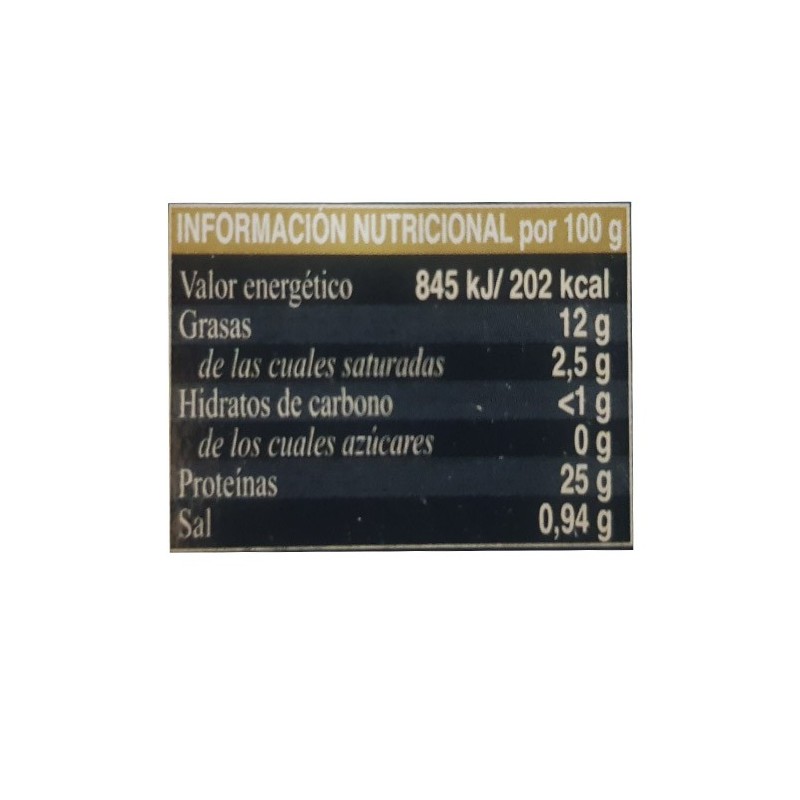 INFORMACIÓN NUTRICIONAL por 100 g
Valor energético 845 kJ/ 202 kcal
Grasas 12 g
de las cuales saturadas 2,5 g
Hidratos de carbono <1 g
de los cuales azúcares 0 g
Proteínas 25 g
Sal 0,94 g